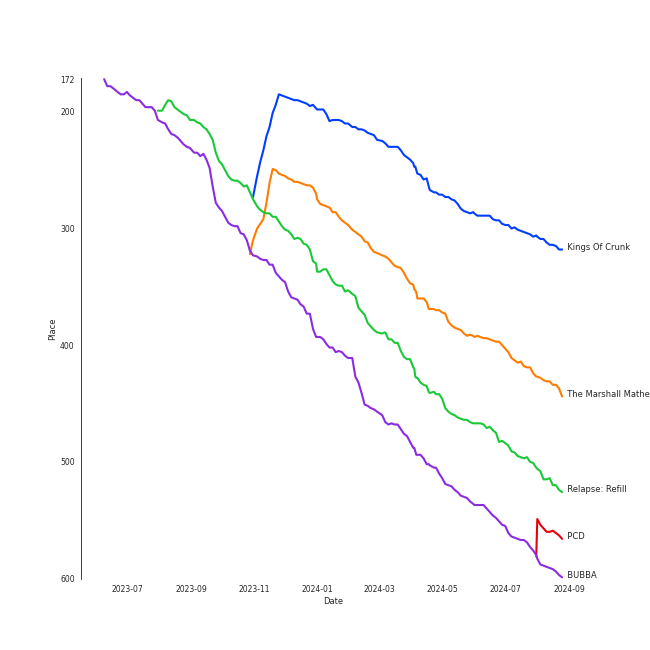 172
200
300
400
500
600
Place
2023-07
2023-09
2023-11
2024-01
2024-03
2024-05
2024-07
2024-09
Date
Kings Of Crunk
The Marshall Mathe
Relapse: Refill
PCD
BUBBA